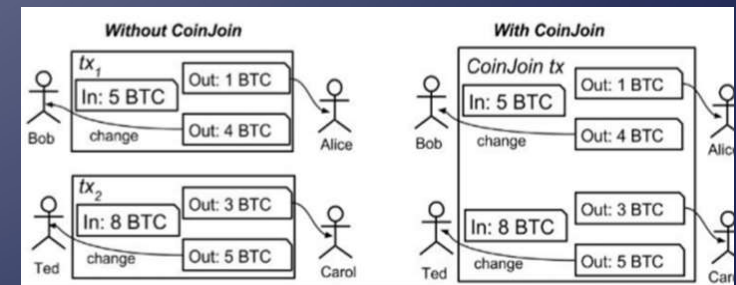 Without CoinJoin
tx1
In: 5 BTC
Out: 1 BTC
Out: 4 BTC
change
Bob
Alice
tx2
In: 8 BTC
Out: 3 BTC
Out: 5 BTC
change
Ted
Carol
With CoinJoin
CoinJoin tx
In: 5 BTC
Out: 1 BTC
Out: 4 BTC
change
Bob
Alice
In: 8 BTC
Out: 3 BTC
Out: 5 BTC
change
Ted
Caro